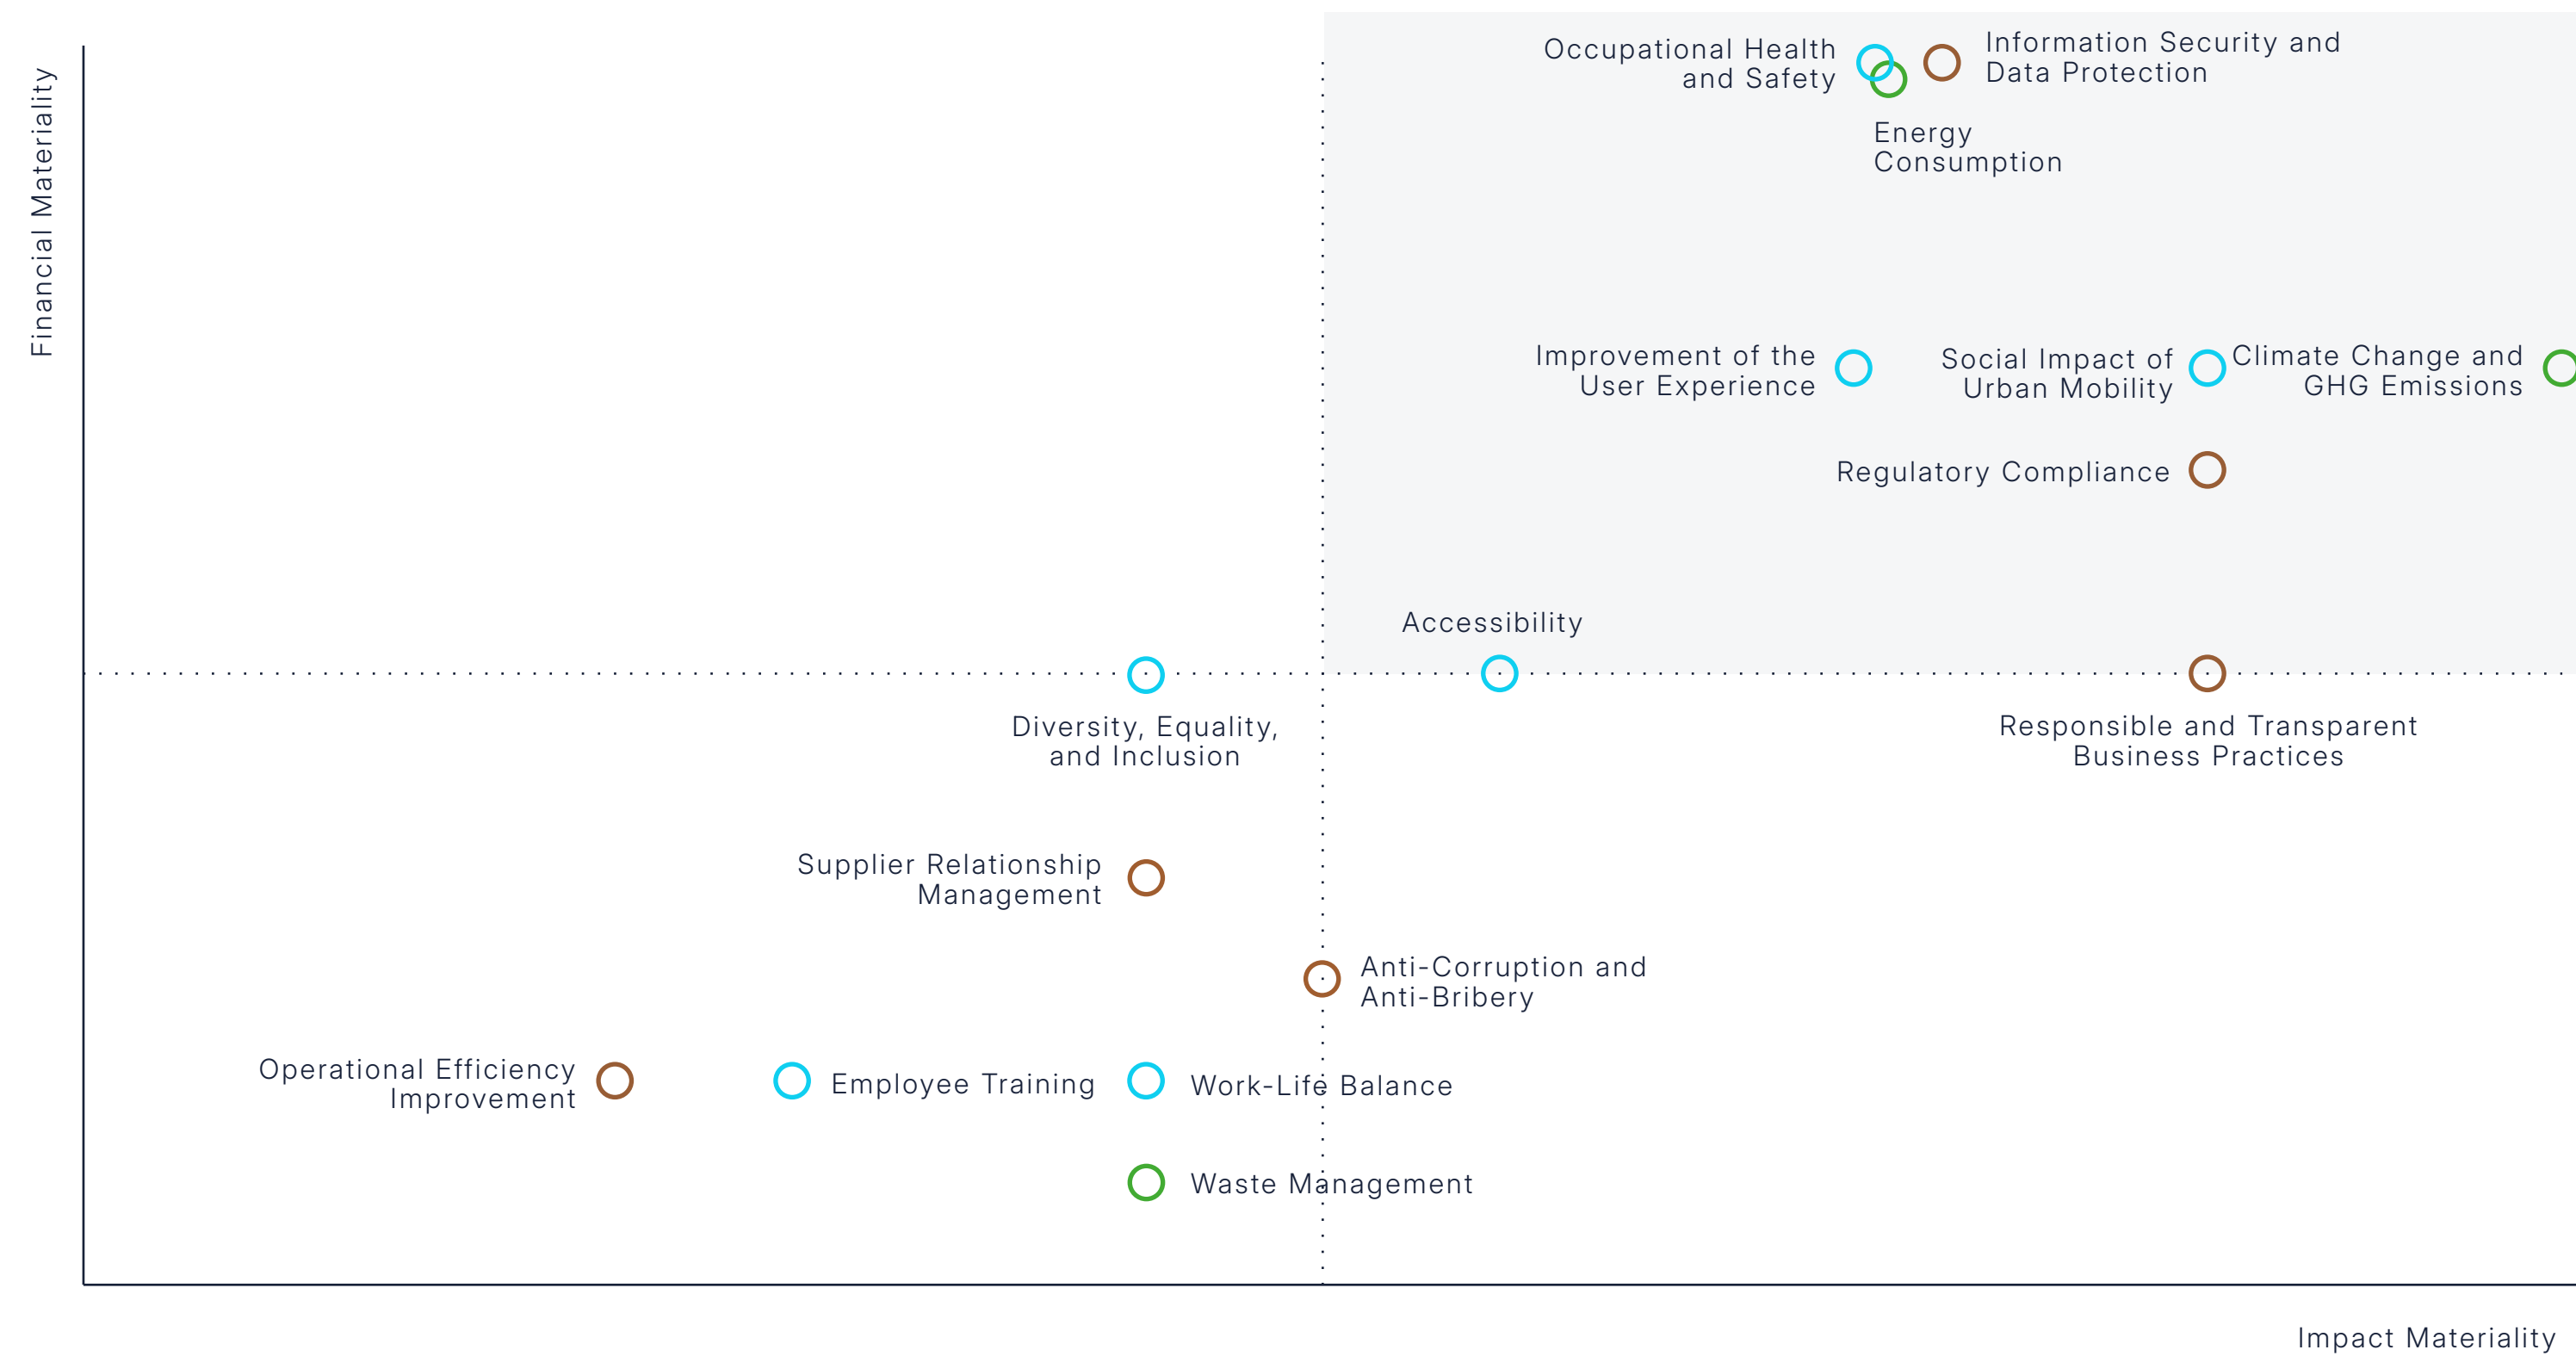 Financial Materiality
Occupational Health
and Safety
Information Security and
Data Protection
Energy
Consumption
Improvement of the
User Experience
Social Impact of
Urban Mobility
Climate Change and
GHG Emissions
Regulatory Compliance
Accessibility
Diversity, Equality,
and Inclusion
Responsible and Transparent
Business Practices
Supplier Relationship
Management
Anti-Corruption and
Anti-Bribery
Operational Efficiency
Improvement
Employee Training
Work-Life Balance
Waste Management
Impact Materiality